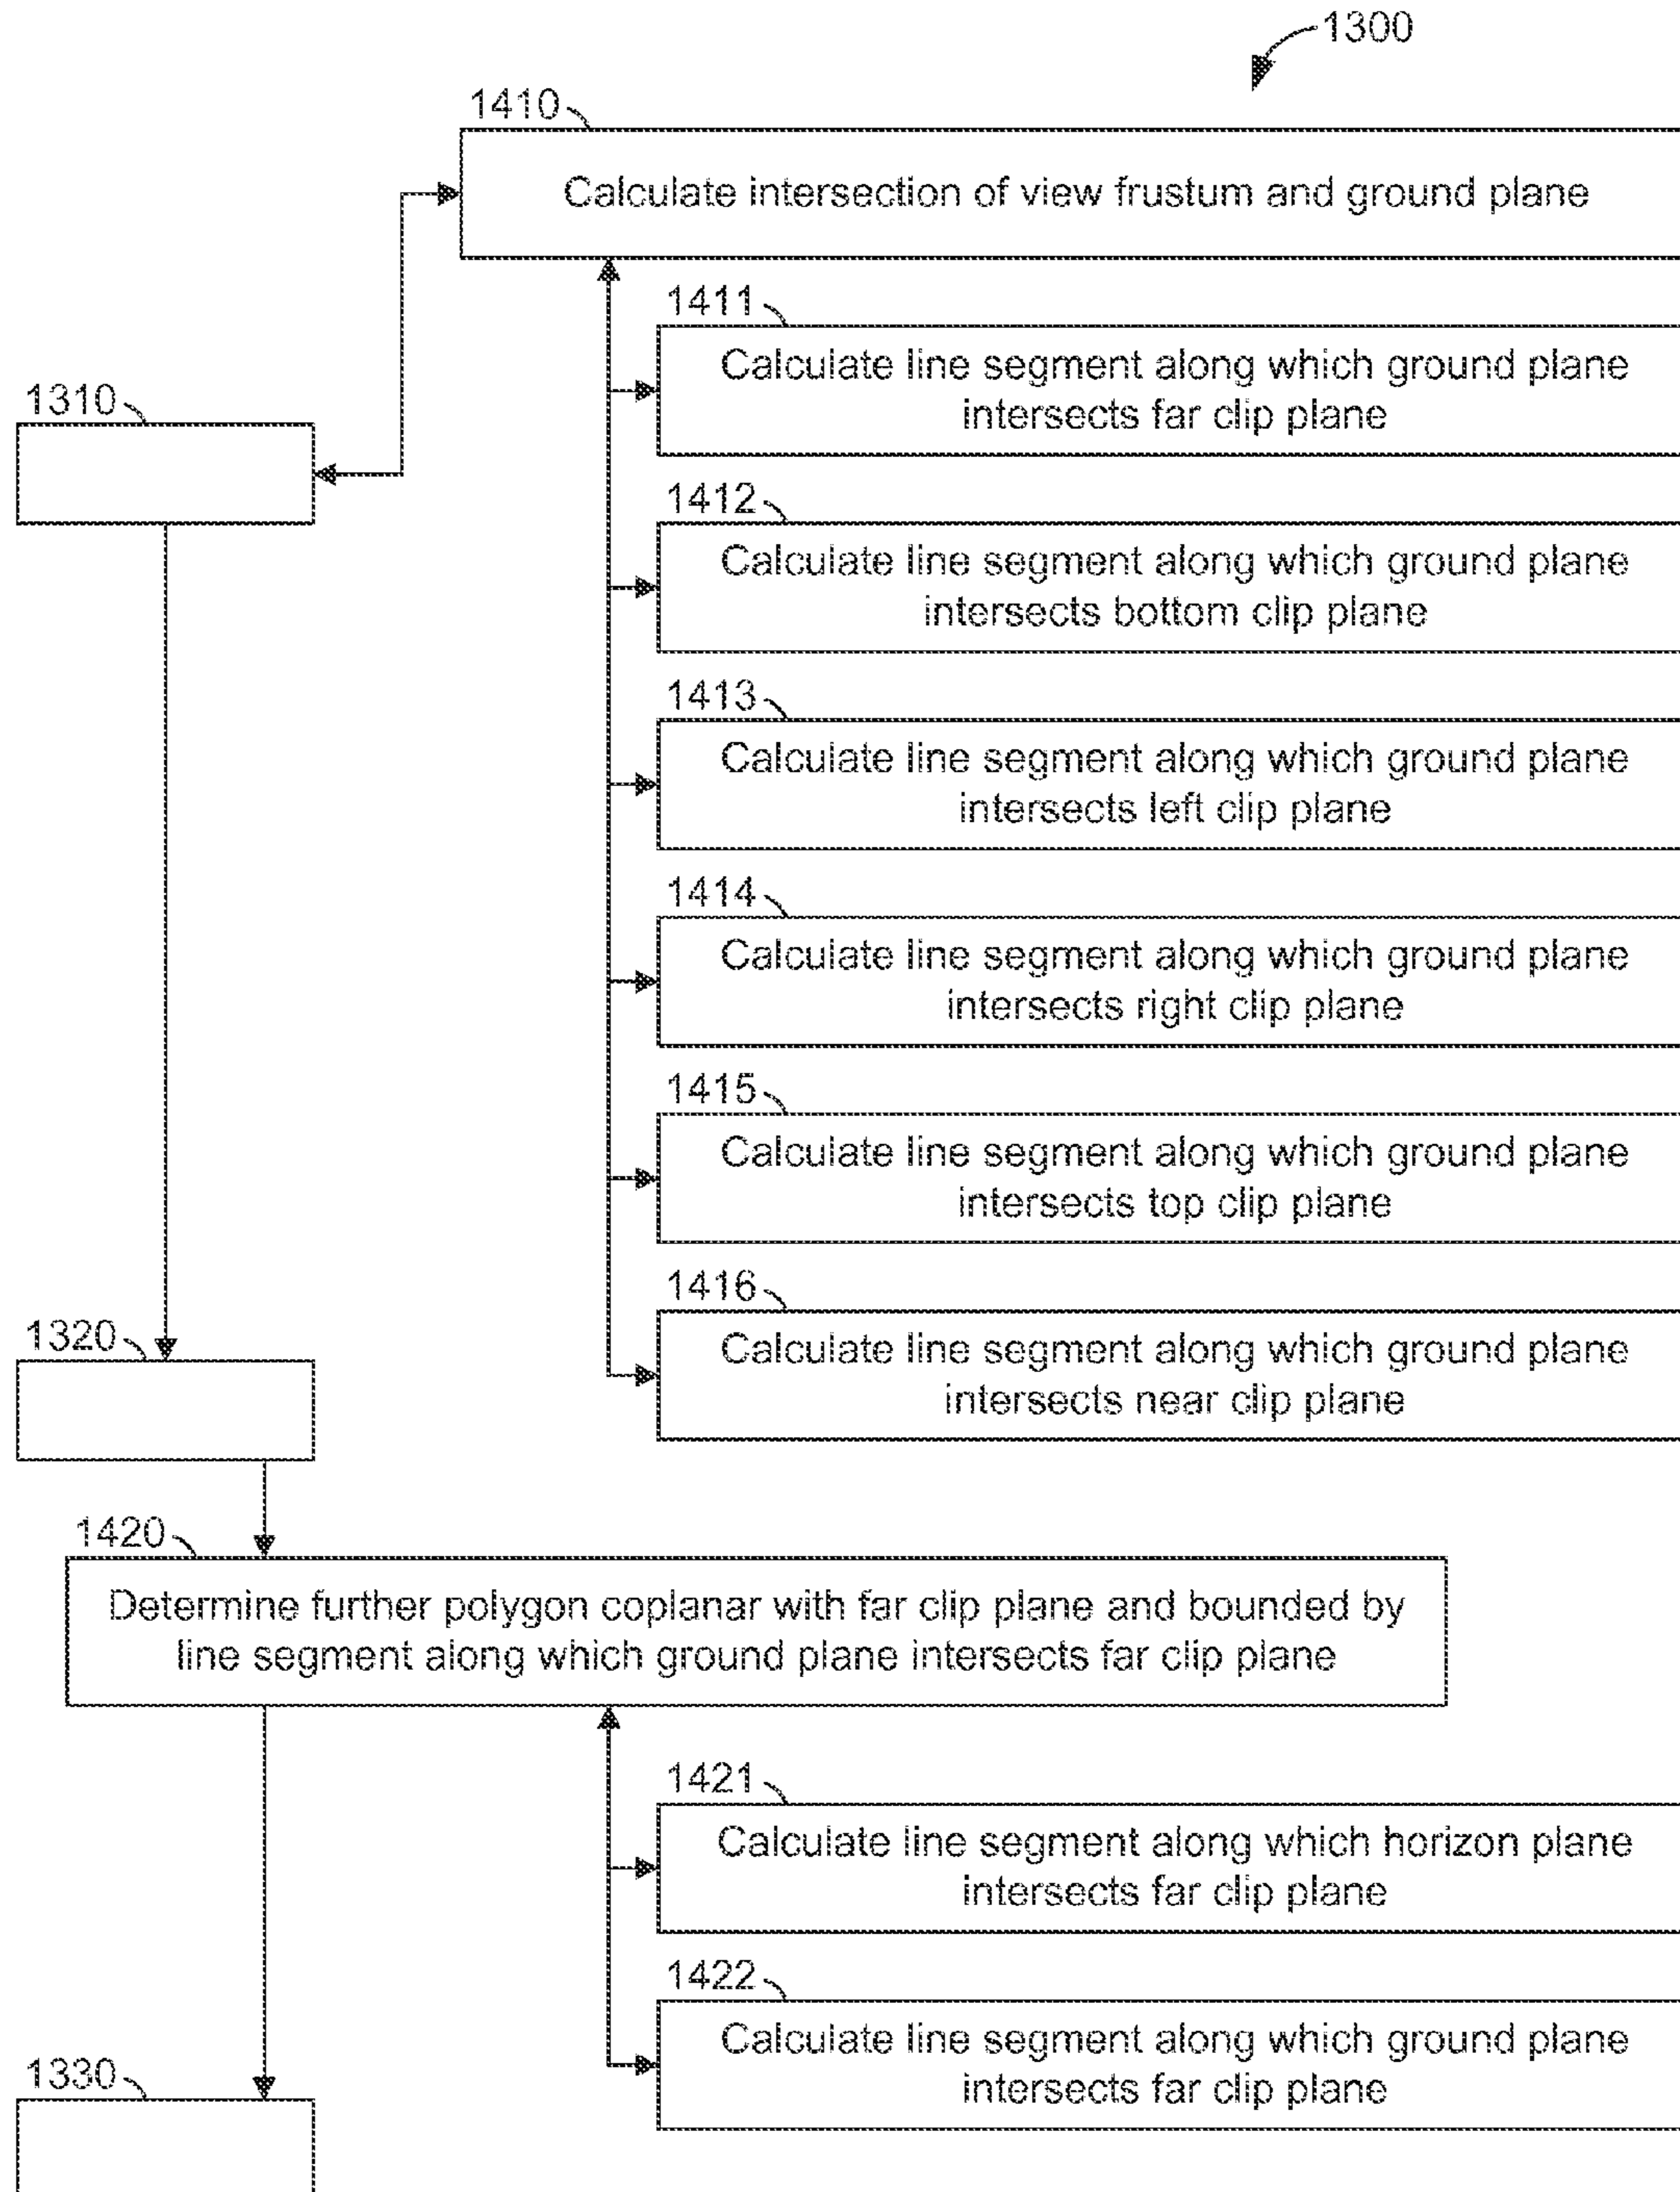 1300
1410
Calculate intersection of view frustum and ground plane
1411
Calculate line segment along which ground plane
intersects far clip plane
1310
1412
Calculate line segment along which ground plane
intersects bottom clip plane
1413
Calculate line segment along which ground plane
intersects left clip plane
1414
Calculate line segment along which ground plane
intersects right clip plane
1415
Calculate line segment along which ground plane
intersects top clip plane
1416
1320
Calculate line segment along which ground plane
intersects near clip plane
1420
Determine further polygon coplanar with far clip plane and bounded by
line segment along which ground plane intersects far clip plane
1421
Calculate line segment along which horizon plane
intersects far clip plane
1422
Calculate line segment along which ground plane
intersects far clip plane
1330